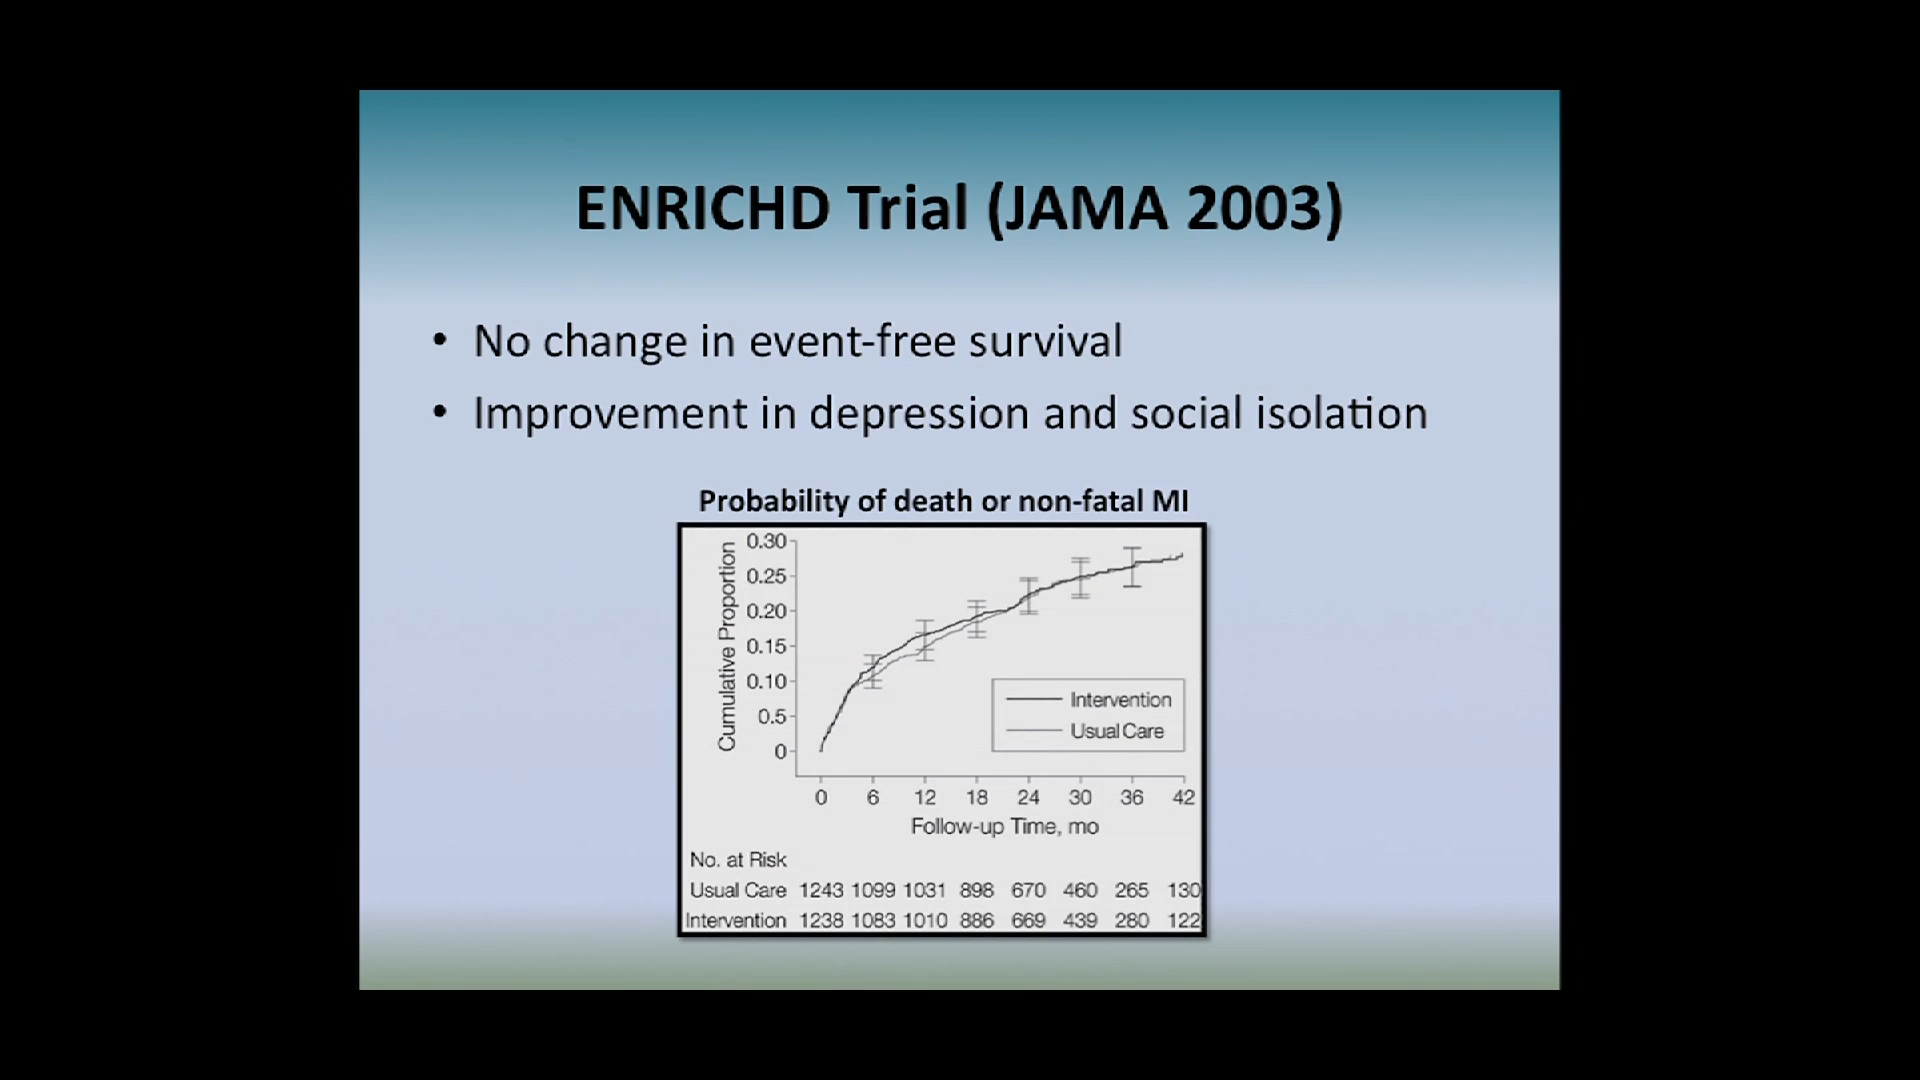 ENRICHD Trial (JAMA 2003)
• No change in event-free survival
• Improvement in depression and social isolation
Probability of death or non-fatal MI
Cumulative Proportion
0.30
0.25
0.20
0.15
0.10
0.5
0
Intervention
Usual Care
0 6 12 18 24 30 36 42
Follow-up Time, mo
No. at Risk
Usual Care 1243 1099 1031 898 670 460 265 130
Intervention 1238 1083 1010 886 669 439 280 122